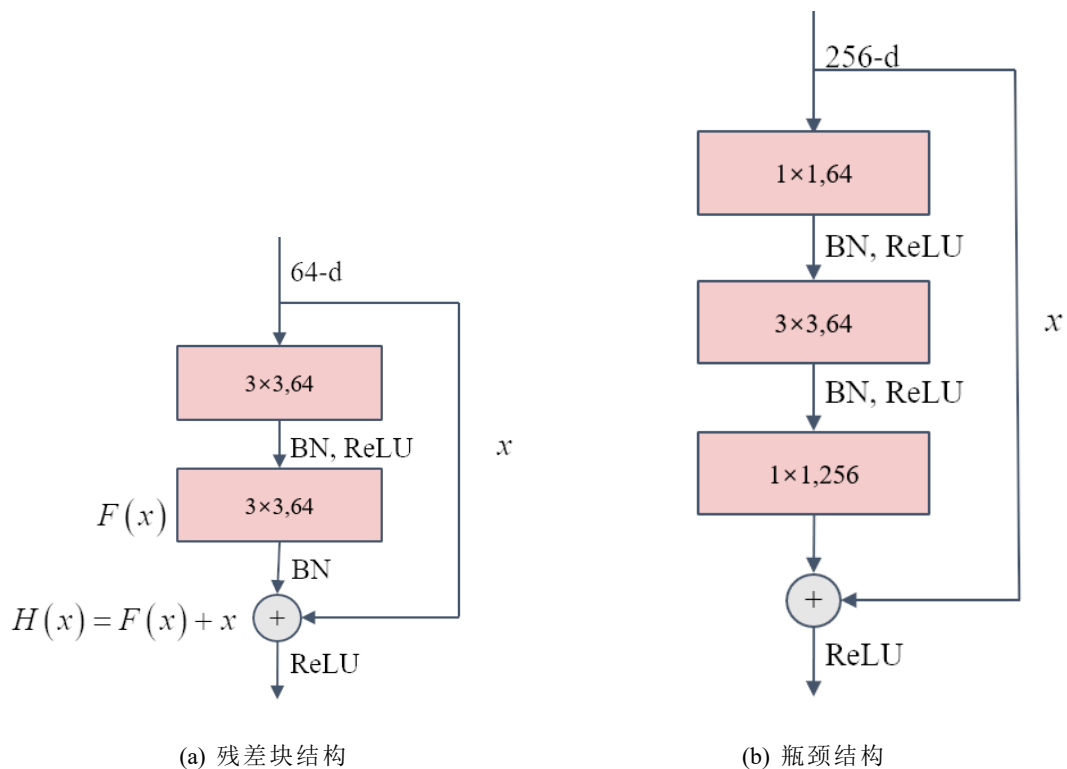 64-d
3×3,64
BN, ReLU
x
3×3,64
F(x)
BN
H(x)=F(x)+x
+
ReLU
(a) 残差块结构
256-d
1×1,64
BN, ReLU
3×3,64
x
BN, ReLU
1×1,256
+
ReLU
(b) 瓶颈结构